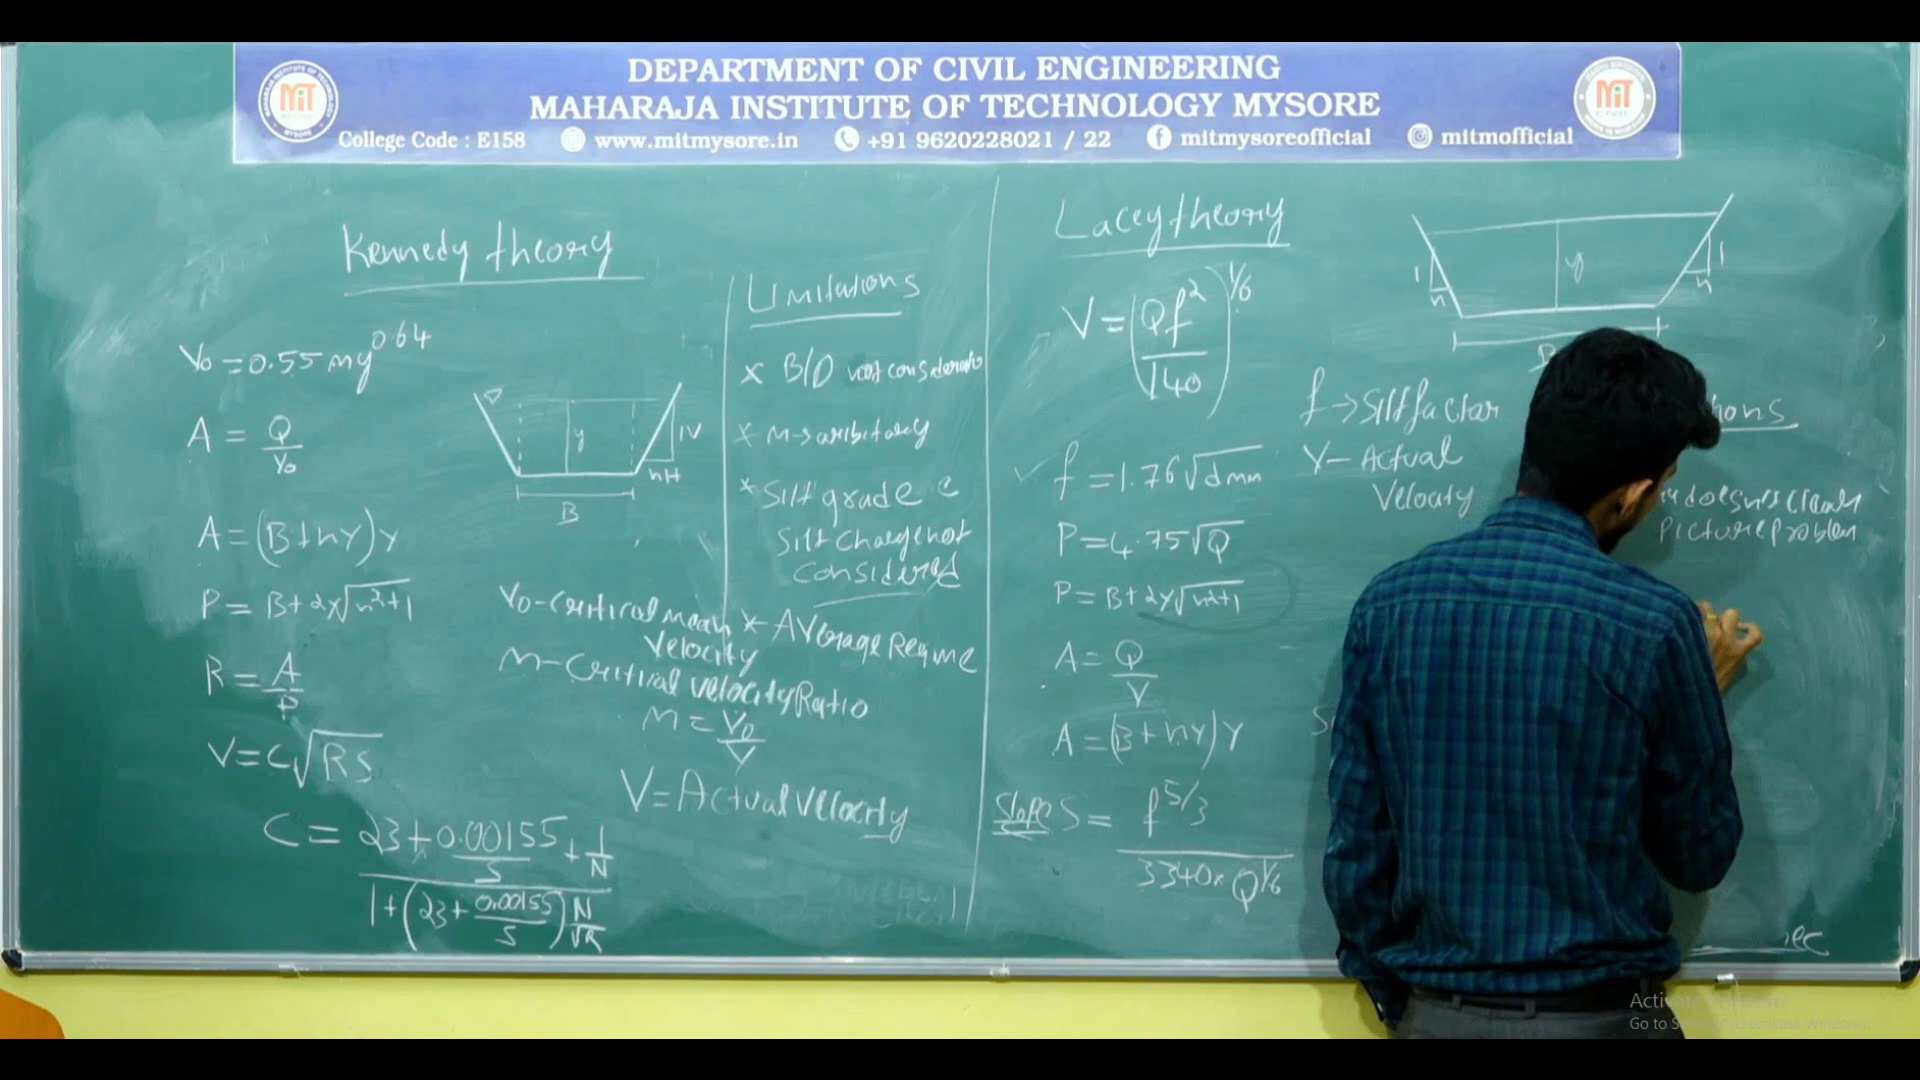 DEPARTMENT OF CIVIL ENGINEERING
MAHARAJA INSTITUTE OF TECHNOLOGY MYSORE
College Code : E158 www.mitmysore.in +91 9620228021 / 22 mitmysoreofficial mitmofficial
MiT
MiT
Kennedy theory
V₀ = 0.55 my^0.64
A = Q/V₀
A = (B+nY)Y
P = B+2Y√(n²+1)
R = A/P
V = C√RS
C = (23 + 0.00155/S + 1/N) / (1 + (23 + 0.00155/S) N/√R)
y
1V
nH
B
V₀ - Critical mean
Velocity
M - Critical velocity Ratio
M = V₀/V
V = Actual Velocity
Limitations
× B/D not
× M-
* Silt grade
Silt Charge not
considered
* Average Regime
Lacey theory
V = (Qf²/140)^1/6
f = 1.76√dmm
P = 4.75√Q
P = B+2Y√(n²+1)
A = Q/V
A = (B+nY)Y
Slope S = f^5/3 / 3340 × Q^1/6
1
n
y
1
n
B
f → Silt factor
V - Actual
Velocity
Picture problem
Go to